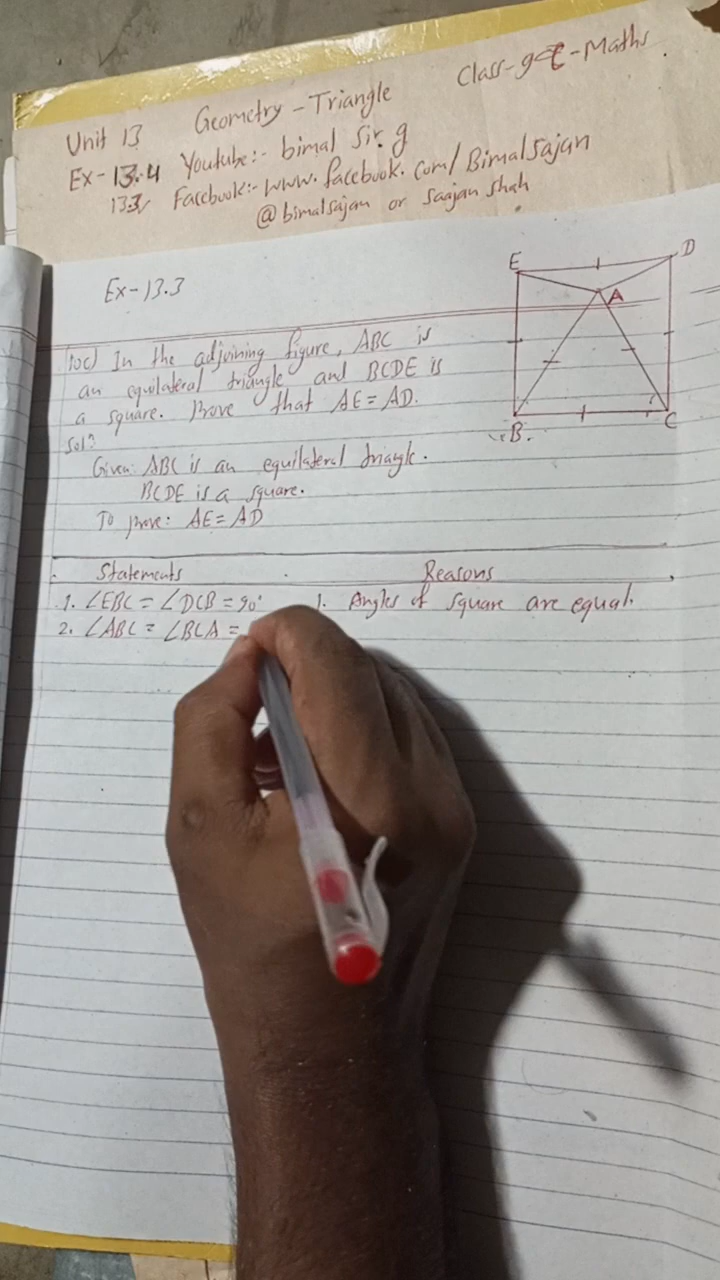 Unit 13 Geometry - Triangle Class - 9 - Maths
Ex - 13.4 Youtube:- bimal Sir g
13.3/ Facebook:- www.facebook.com/Bimalsajan
@bimalsajan or Saajan Shah
Ex - 13.3
10c) In the adjoining figure, ABC is
an equilateral triangle and BCDE is
a square. Prove that AE = AD.
Sol?
Given: ABC is an equilateral triangle.
BCDE is a square.
To prove: AE = AD
E
D
A
B
C
Statements Reasons
1. ∠EBC = ∠DCB = 90° 1. Angles of square are equal.
2. ∠ABC = ∠BCA =